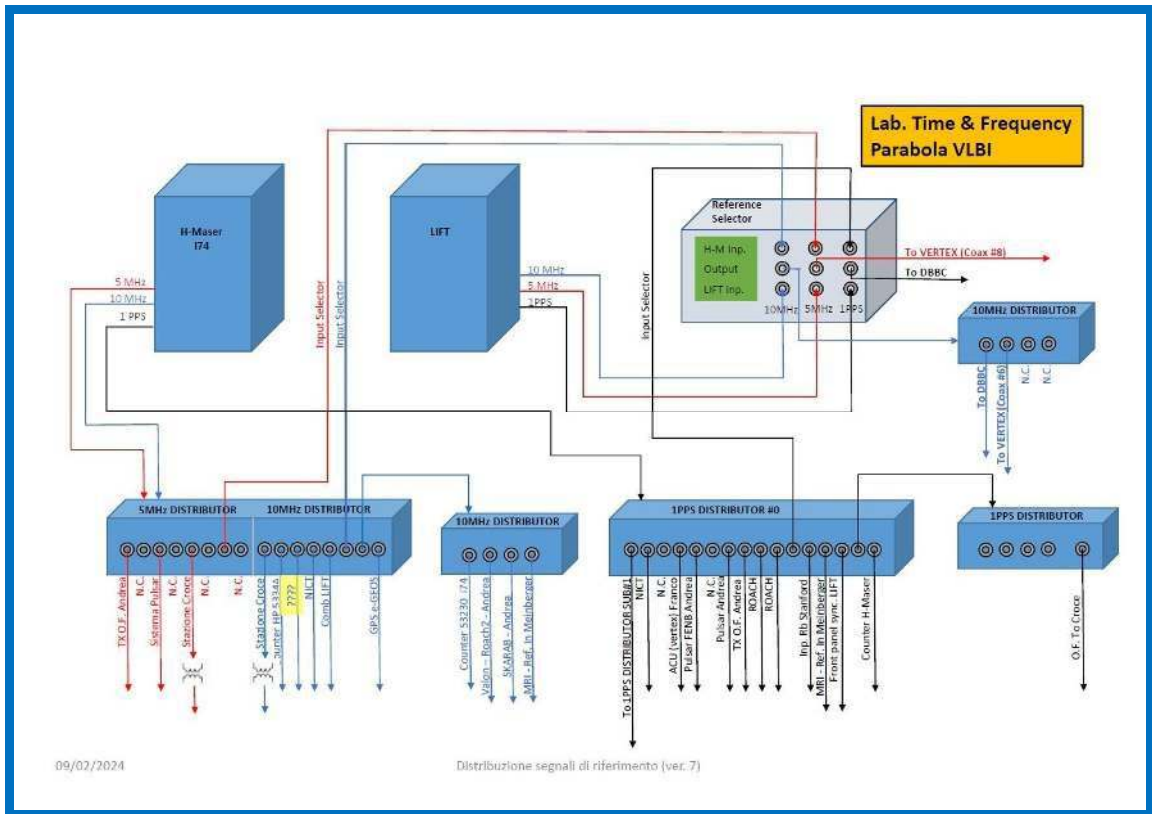 Lab. Time & Frequency
Parabola VLBI
H-Maser
I74
LIFT
Reference
Selector
H-M Inp.
Output
LIFT Inp.
10MHz
5MHz
1PPS
To VERTEX (Coax #8)
To DBBC
5 MHz
10 MHz
1 PPS
10 MHz
5 MHz
1PPS
Input Selector
Input Selector
Input Selector
10MHz DISTRIBUTOR
To DBBC
To VERTEX(Coax #6)
N.C.
N.C.
5MHz DISTRIBUTOR
10MHz DISTRIBUTOR
TX O.F. Andrea
N.C.
Sistema Pulsar
N.C.
Stazione Croce
N.C.
N.C.
Stazione Croce
ounter HP 5334A
????
NICT
Comb LIFT
GPS e-GEOS
10MHz DISTRIBUTOR
Counter 53230 i74
Valon – Roach2 - Andrea
SKARAB - Andrea
MRI - Ref. In Meinberger
1PPS DISTRIBUTOR #0
To 1PPS DISTRIBUTOR SUB#1
NICT
N.C.
ACU (vertex) Franco
Pulsar FENB Andrea
N.C.
Pulsar Andrea
TX O.F. Andrea
ROACH
ROACH
Inp. Rb Stanford
MRI - Ref. In Meinberger
Front panel sync. LIFT
Counter H-Maser
1PPS DISTRIBUTOR
O.F. To Croce
09/02/2024
Distribuzione segnali di riferimento (ver. 7)